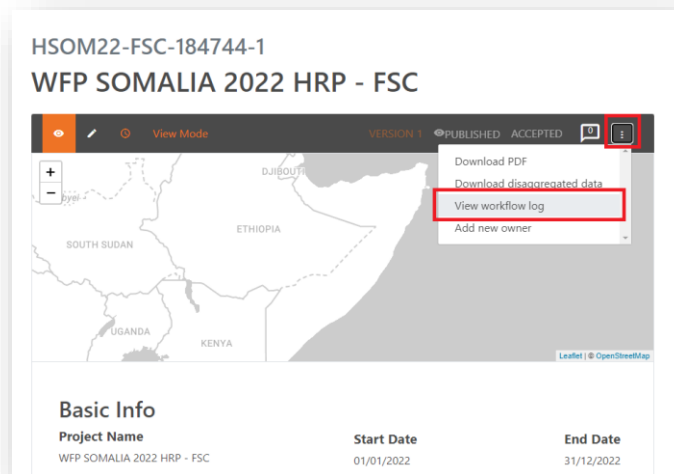 HSOM22-FSC-184744-1
WFP SOMALIA 2022 HRP - FSC
View Mode VERSION 1 PUBLISHED ACCEPTED 0
Download PDF
Download disaggregated data
View workflow log
Add new owner
+
−
DJIBOUTI
ETHIOPIA
SOUTH SUDAN
UGANDA
KENYA
Leaflet | © OpenStreetMap
Basic Info
Project Name Start Date End Date
WFP SOMALIA 2022 HRP - FSC 01/01/2022 31/12/2022